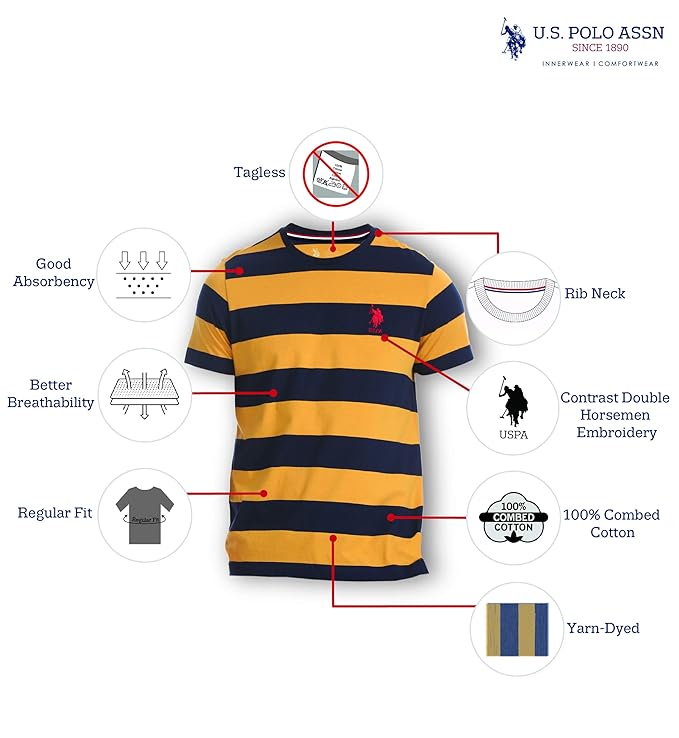 U.S. POLO ASSN
SINCE 1890
INNERWEAR | COMFORTWEAR
Tagless
Good
Absorbency
Rib Neck
Better
Breathability
USPA
USPA
Contrast Double
Horsemen
Embroidery
Regular Fit
Regular Fit
100%
COMBED
COTTON
100% Combed
Cotton
Yarn-Dyed